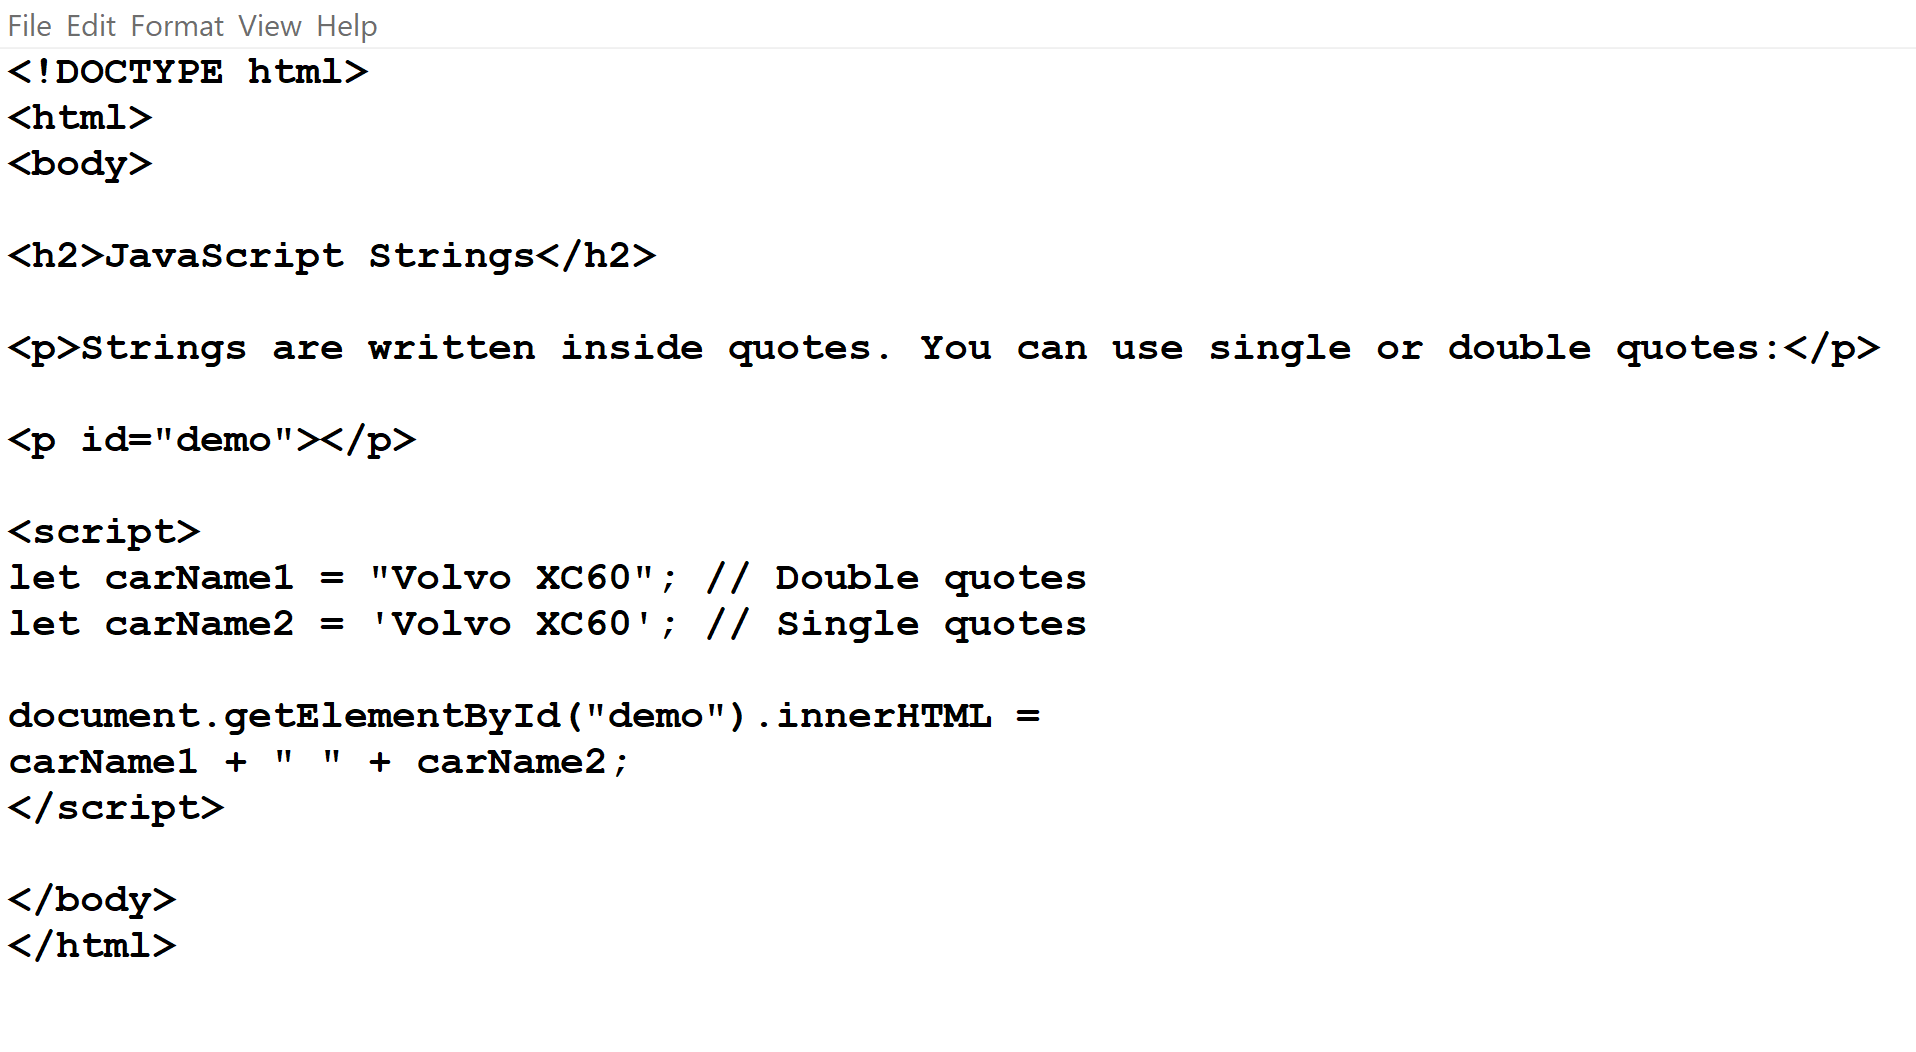 File Edit Format View Help
<!DOCTYPE html>
<html>
<body>
<h2>JavaScript Strings</h2>
<p>Strings are written inside quotes. You can use single or double quotes:</p>
<p id="demo"></p>
<script>
let carName1 = "Volvo XC60"; // Double quotes
let carName2 = 'Volvo XC60'; // Single quotes
document.getElementById("demo").innerHTML =
carName1 + " " + carName2;
</script>
</body>
</html>